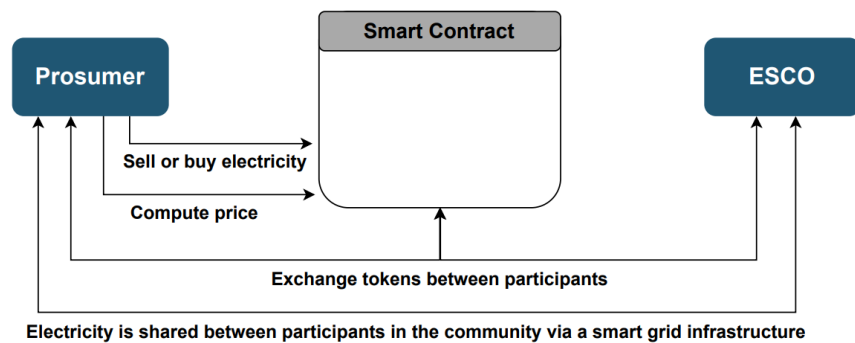 Smart Contract
Prosumer
ESCO
Sell or buy electricity
Compute price
Exchange tokens between participants
Electricity is shared between participants in the community via a smart grid infrastructure